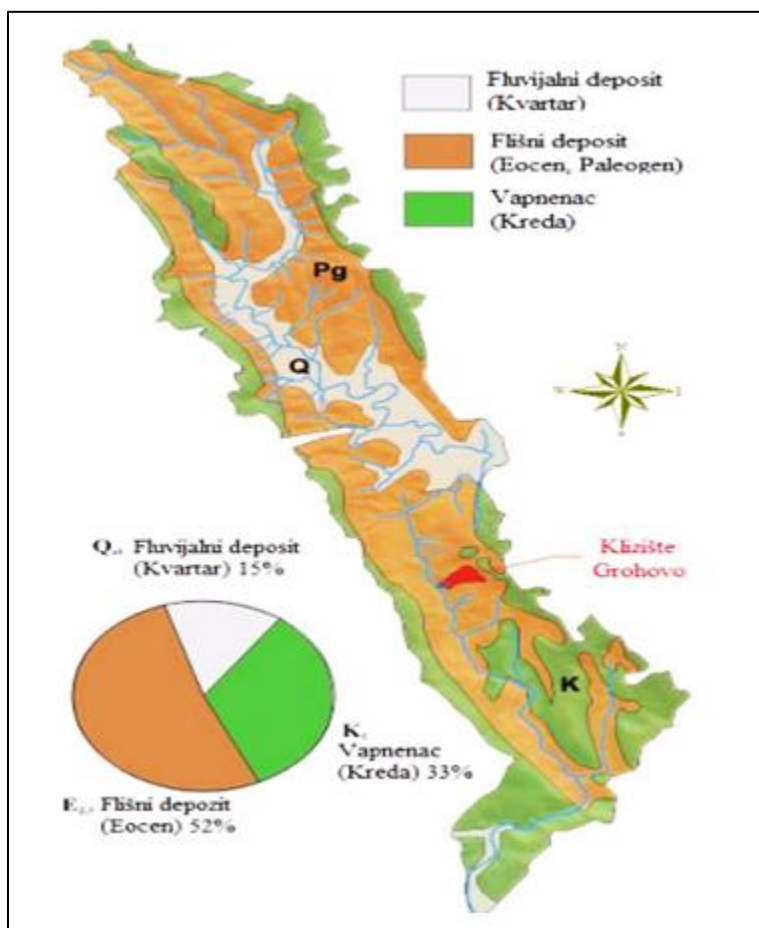 Fluvijalni deposit
(Kvartar)
Flišni deposit
(Eocen, Paleogen)
Vapnenac
(Kreda)
Pg
Q
N
W
E
S
Q Fluvijalni deposit
(Kvartar) 15%
Klizište
Grohovo
K
K
Vapnenac
(Kreda) 33%
E Flišni depozit
(Eocen) 52%